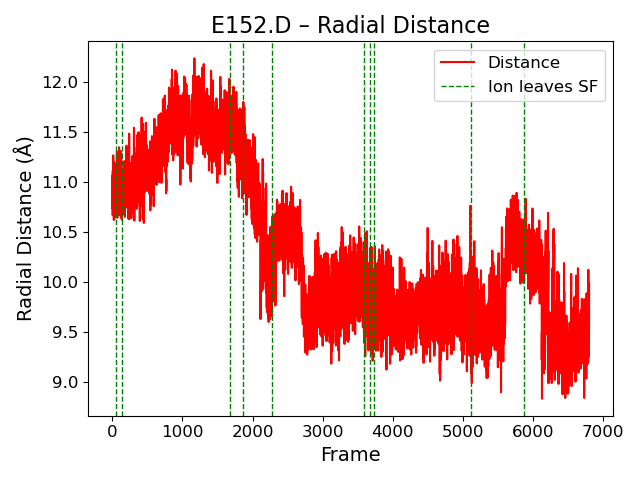 E152.D – Radial Distance
Distance
Ion leaves SF
Radial Distance (Å)
12.0
11.5
11.0
10.5
10.0
9.5
9.0
0 1000 2000 3000 4000 5000 6000 7000
Frame